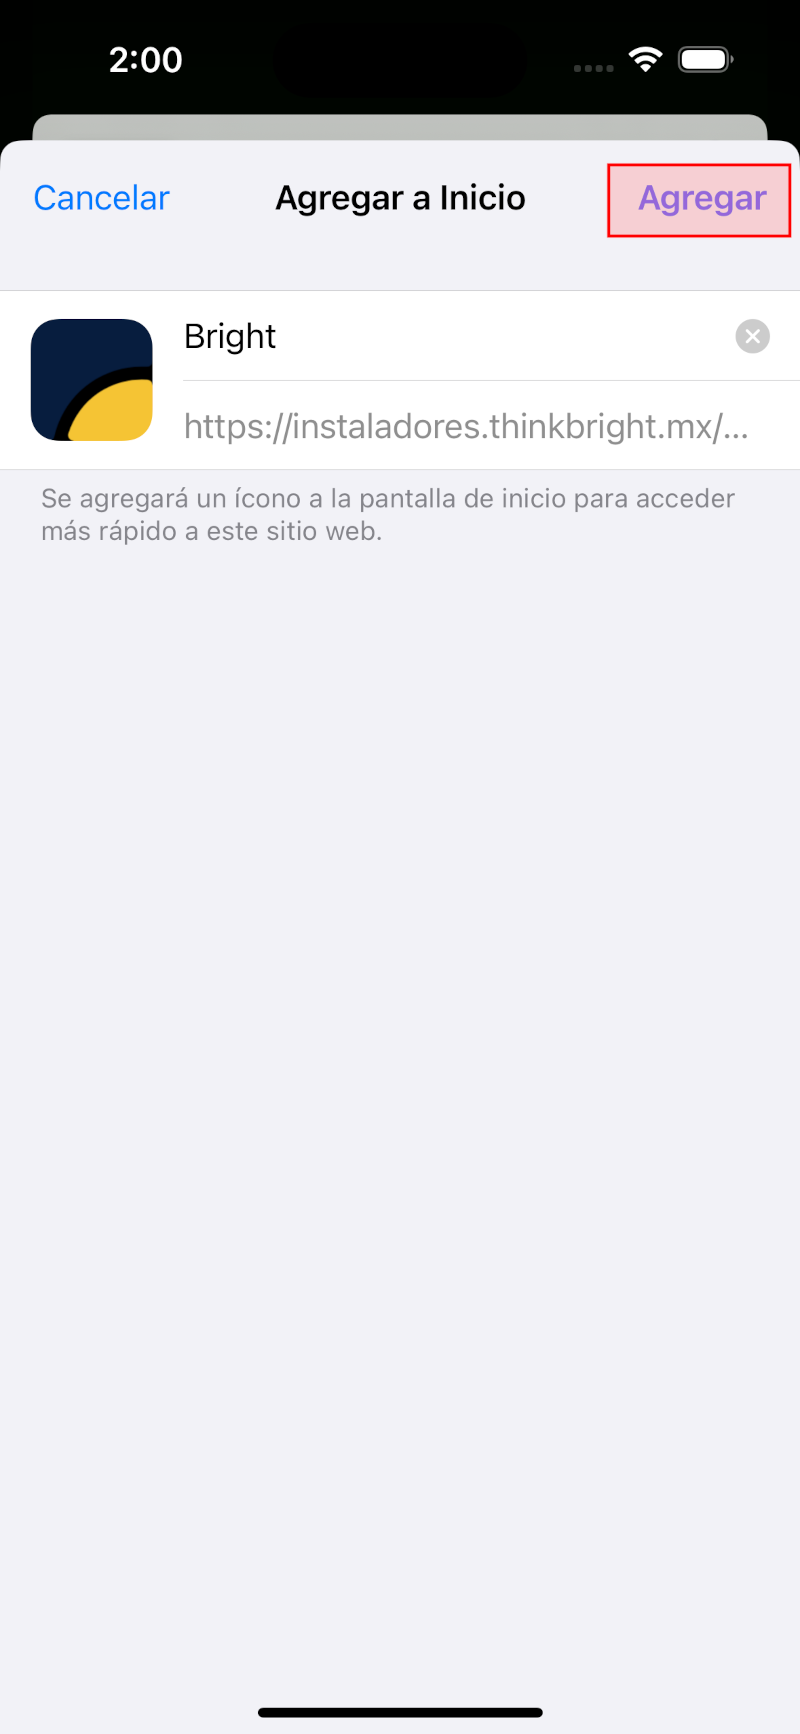 2:00
Cancelar
Agregar a Inicio
Agregar
Bright
https://instaladores.thinkbright.mx/...
Se agregará un ícono a la pantalla de inicio para acceder
más rápido a este sitio web.